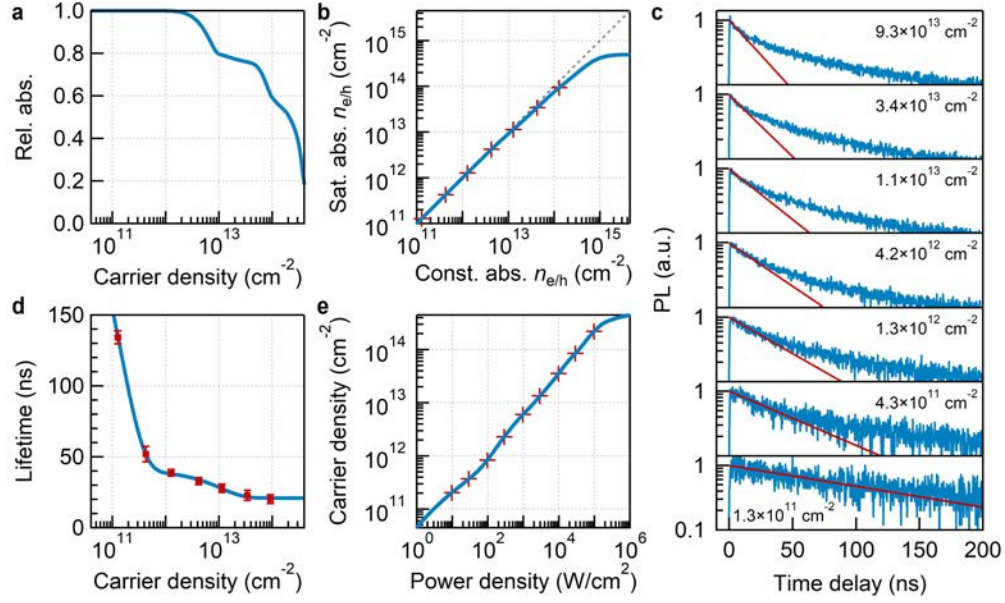 a
1.0
0.8
0.6
0.4
0.2
0.0
Rel. abs.
10^11
10^13
Carrier density (cm^-2)
b
10^15
10^14
10^13
10^12
10^11
Sat. abs. n_e/h (cm^-2)
10^11
10^13
10^15
Const. abs. n_e/h (cm^-2)
c
1
9.3×10^13 cm^-2
1
3.4×10^13 cm^-2
1
1.1×10^13 cm^-2
1
4.2×10^12 cm^-2
1
1.3×10^12 cm^-2
1
4.3×10^11 cm^-2
1
1.3×10^11 cm^-2
0.1
PL (a.u.)
0
50
100
150
200
Time delay (ns)
d
150
100
50
0
Lifetime (ns)
10^11
10^13
Carrier density (cm^-2)
e
10^14
10^13
10^12
10^11
Carrier density (cm^-2)
10^0
10^2
10^4
10^6
Power density (W/cm^2)